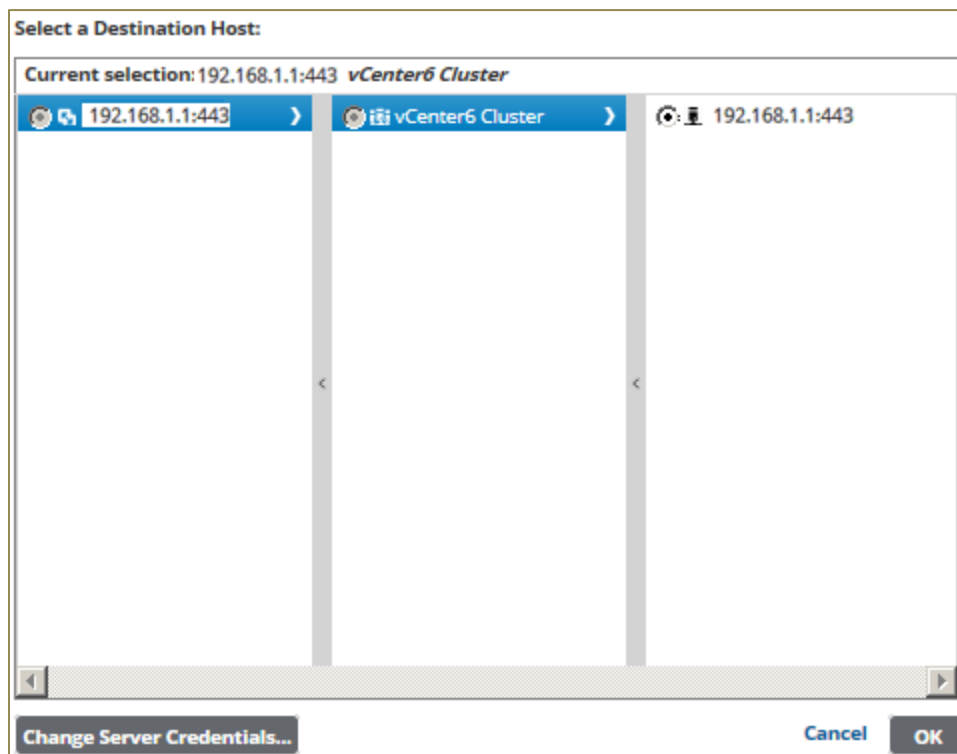 Select a Destination Host:
Current selection: 192.168.1.1:443 vCenter6 Cluster
192.168.1.1:443
vCenter6 Cluster
192.168.1.1:443
Change Server Credentials...
Cancel
OK